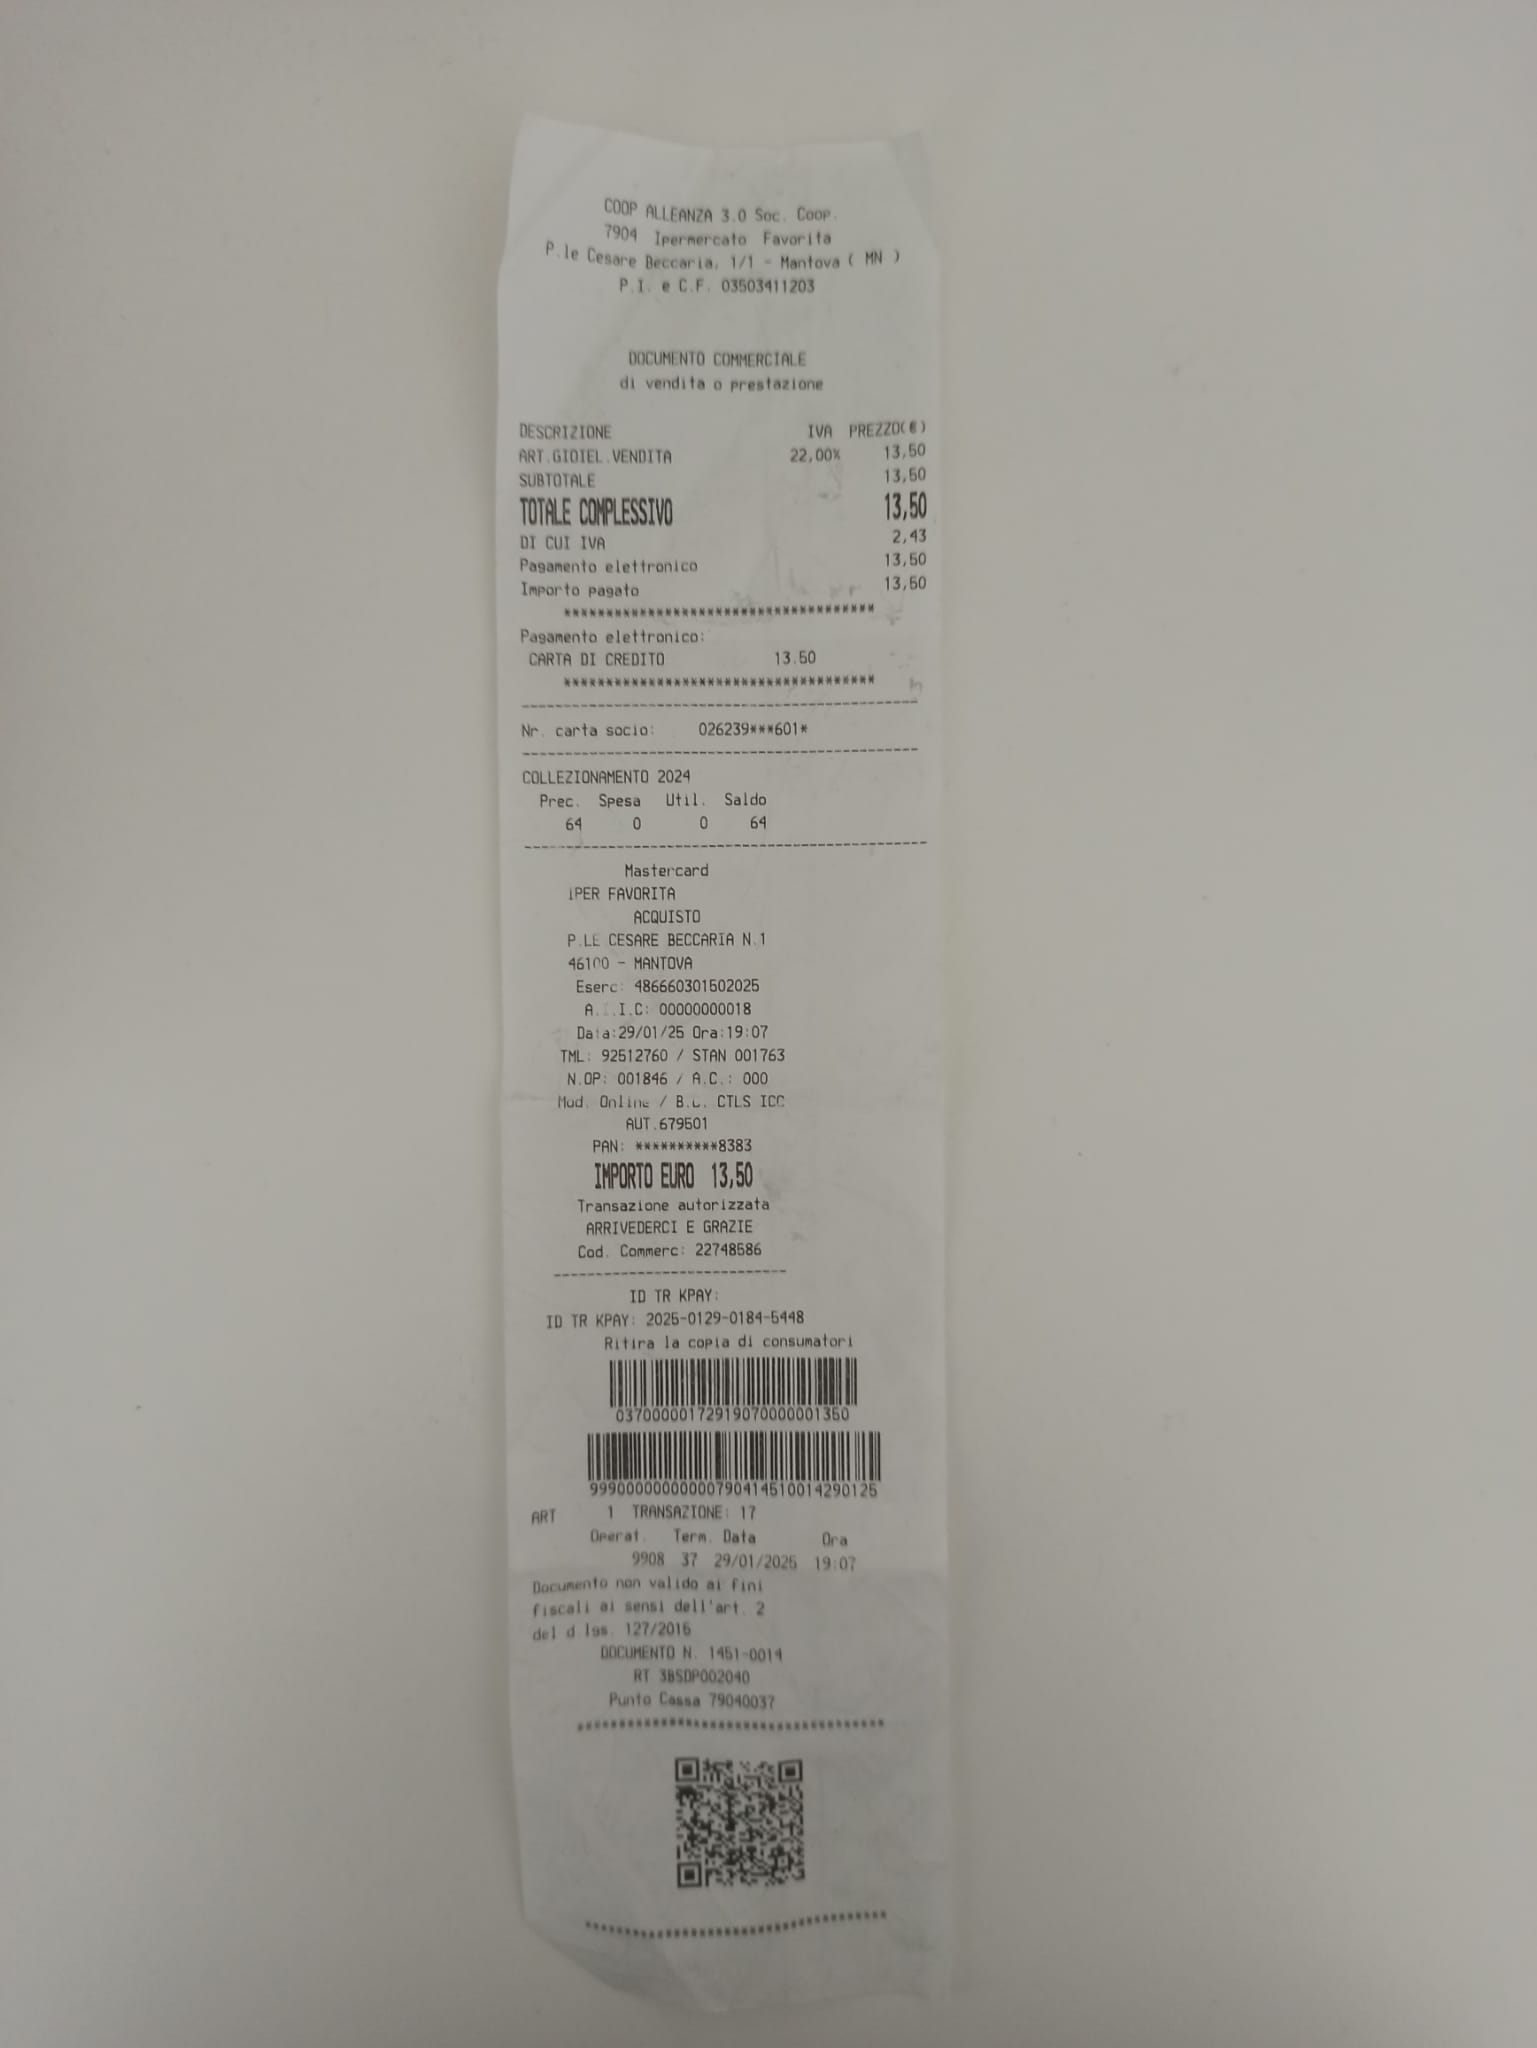 COOP ALLEANZA 3.0 Soc. Coop.
7904 Ipermercato Favorita
P.le Cesare Beccaria, 1/1 - Mantova ( MN )
P.I. e C.F. 03503411203
DOCUMENTO COMMERCIALE
di vendita o prestazione
DESCRIZIONE IVA PREZZO(€)
ART.GIOIEL.VENDITA 22,00% 13,50
SUBTOTALE 13,50
TOTALE COMPLESSIVO 13,50
DI CUI IVA 2,43
Pagamento elettronico 13,50
Importo pagato 13,50
*************************************
Pagamento elettronico:
CARTA DI CREDITO 13.50
*************************************
-----------------------------------------------
Nr. carta socio: 026239***601*
-----------------------------------------------
COLLEZIONAMENTO 2024
Prec. Spesa Util. Saldo
64 0 0 64
------------------------------------------------
Mastercard
IPER FAVORITA
ACQUISTO
P.LE CESARE BECCARIA N.1
46100 - MANTOVA
Eserc: 486660301502025
A. .I.C: 00000000018
Data:29/01/25 Ora:19:07
TML: 92512760 / STAN 001763
N.OP: 001846 / A.C.: 000
Mod. Online / B.C. CTLS ICC
AUT.679501
PAN: **********8383
IMPORTO EURO 13,50
Transazione autorizzata
ARRIVEDERCI E GRAZIE
Cod. Commerc: 22748586
----------------------------
ID TR KPAY:
ID TR KPAY: 2025-0129-0184-5448
Ritira la copia di consumatori
03700000172919070000001350
9990000000000790414510014290125
ART 1 TRANSAZIONE: 17
Operat. Term. Data Ora
9908 37 29/01/2025 19:07
Documento non valido ai fini
fiscali ai sensi dell'art. 2
del d.lgs. 127/2015
DOCUMENTO N. 1451-0014
RT 3BSDP002040
Punto Cassa 79040037
*************************************
*************************************